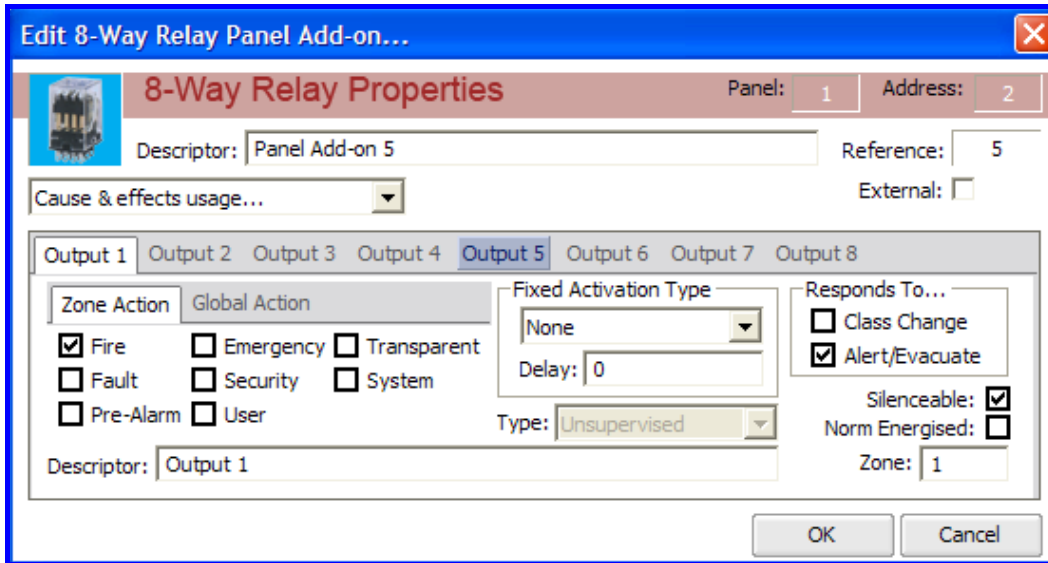 Edit 8-Way Relay Panel Add-on...
8-Way Relay Properties Panel: 1 Address: 2
Descriptor: Panel Add-on 5 Reference: 5
Cause & effects usage... External:
Output 1 Output 2 Output 3 Output 4 Output 5 Output 6 Output 7 Output 8
Zone Action Global Action Fixed Activation Type Responds To...
None Class Change
Fire Emergency Transparent Alert/Evacuate
Fault Security System Delay: 0
Pre-Alarm User Silenceable:
Type: Unsupervised Norm Energised:
Descriptor: Output 1 Zone: 1
OK Cancel